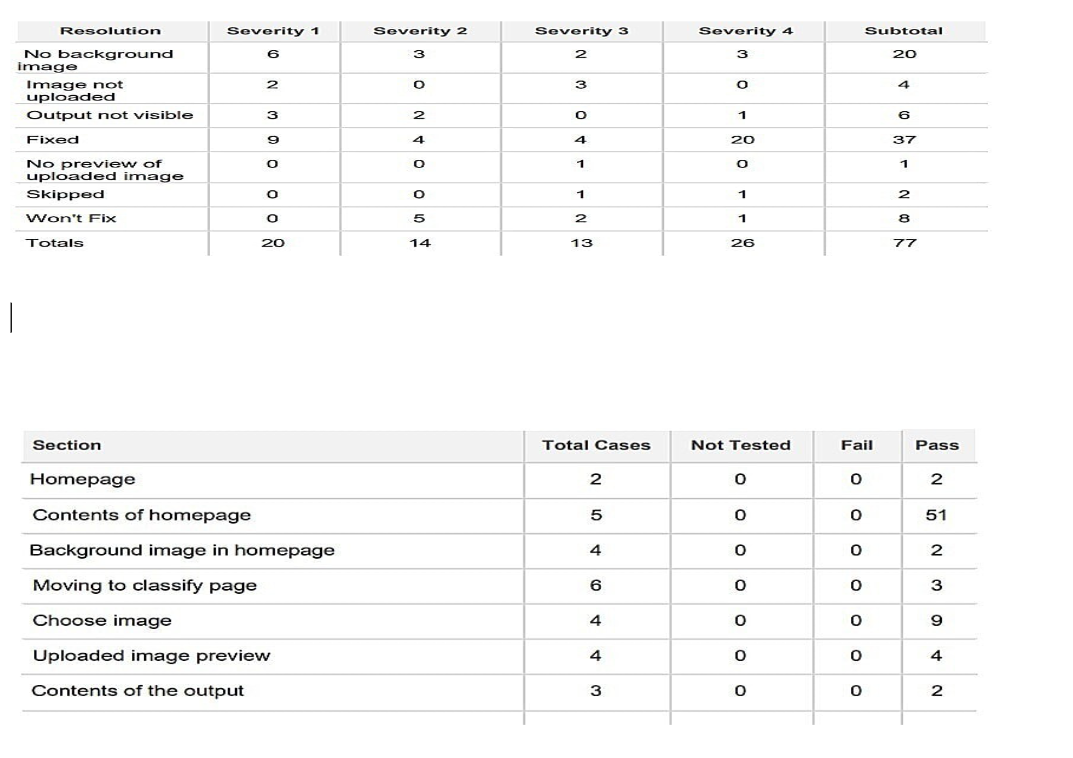 Resolution Severity 1 Severity 2 Severity 3 Severity 4 Subtotal
No background
image 6 3 2 3 20
Image not
uploaded 2 0 3 0 4
Output not visible 3 2 0 1 6
Fixed 9 4 4 20 37
No preview of
uploaded image 0 0 1 0 1
Skipped 0 0 1 1 2
Won't Fix 0 5 2 1 8
Totals 20 14 13 26 77
Section Total Cases Not Tested Fail Pass
Homepage 2 0 0 2
Contents of homepage 5 0 0 51
Background image in homepage 4 0 0 2
Moving to classify page 6 0 0 3
Choose image 4 0 0 9
Uploaded image preview 4 0 0 4
Contents of the output 3 0 0 2